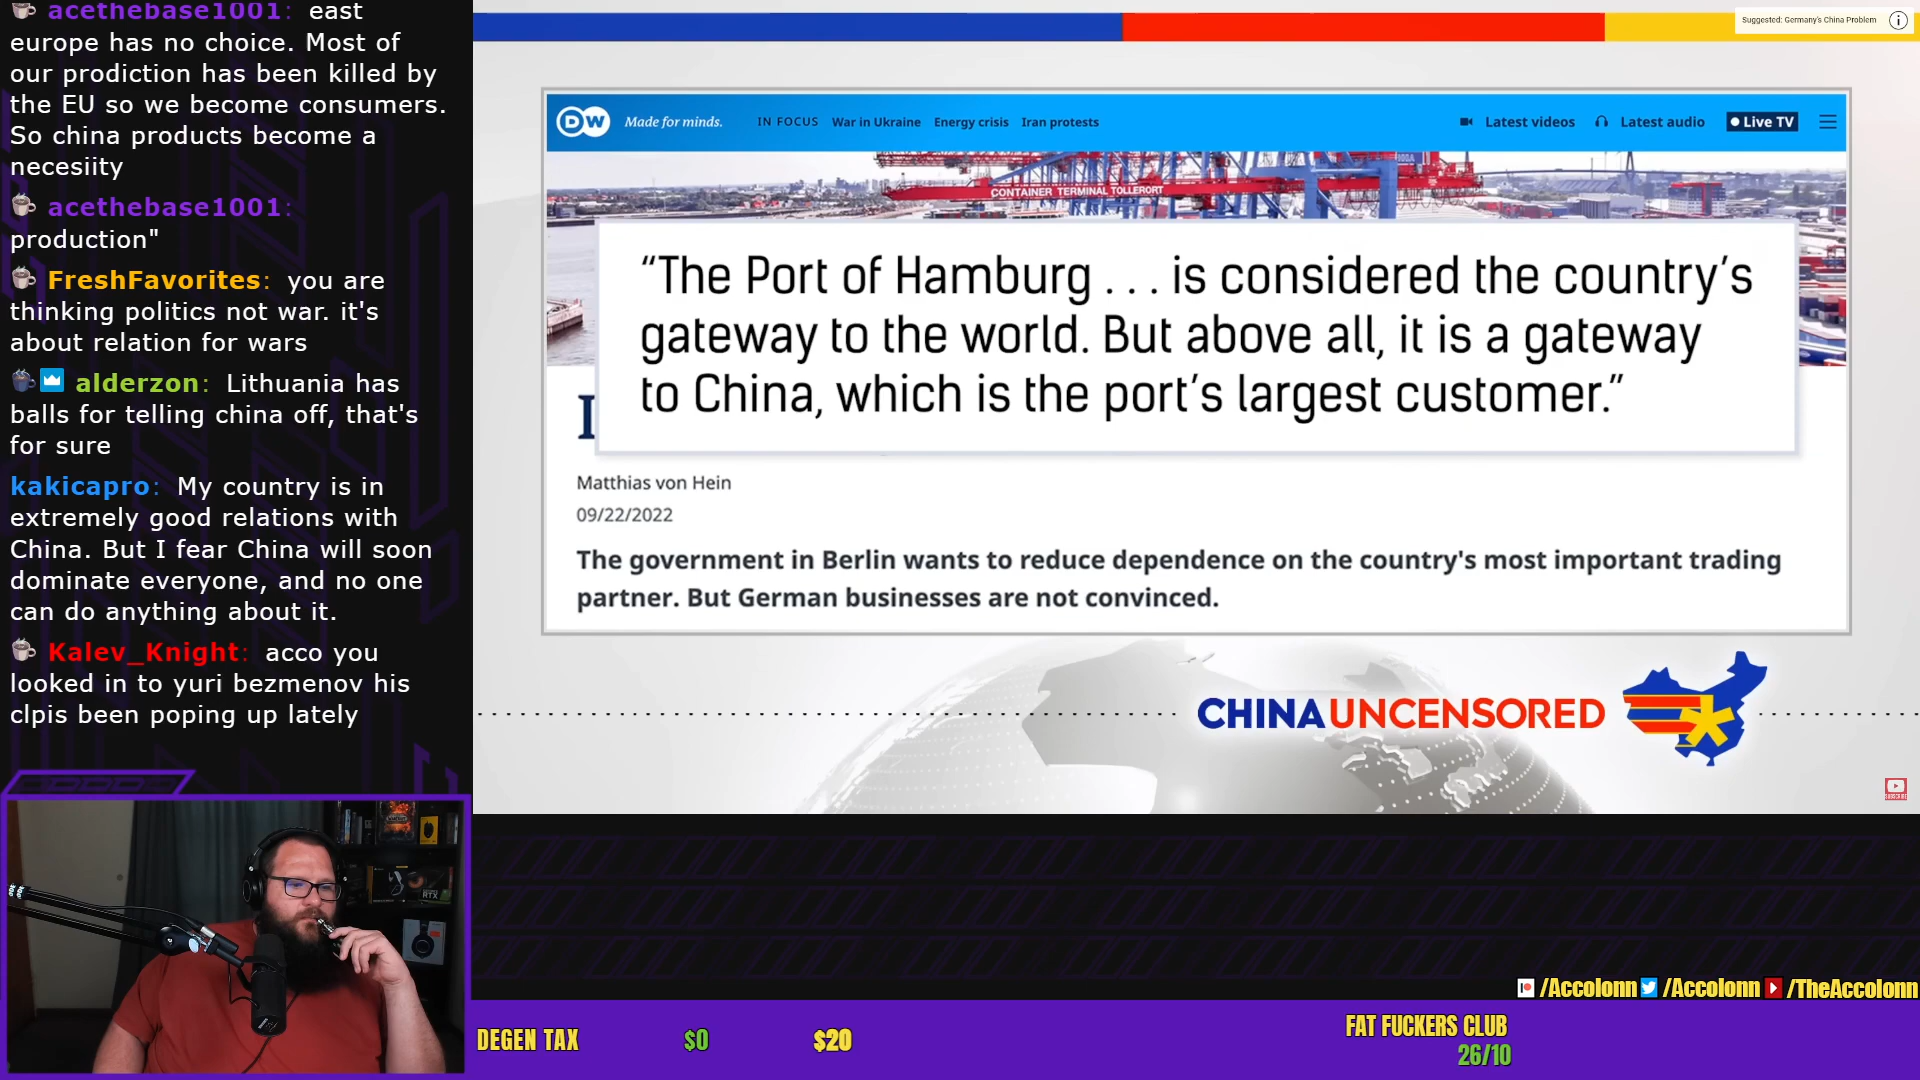 acethebase1001: east
europe has no choice. Most of
our prodiction has been killed by
the EU so we become consumers.
So china products become a
necesiity
acethebase1001:
production"
FreshFavorites: you are
thinking politics not war. it's
about relation for wars
alderzon: Lithuania has
balls for telling china off, that's
for sure
kakicapro: My country is in
extremely good relations with
China. But I fear China will soon
dominate everyone, and no one
can do anything about it.
Kalev_Knight: acco you
looked in to yuri bezmenov his
clpis been poping up lately
Suggested: Germany's China Problem
DW Made for minds. IN FOCUS War in Ukraine Energy crisis Iran protests Latest videos Latest audio Live TV
CONTAINER TERMINAL TOLLERORT
“The Port of Hamburg . . . is considered the country’s
gateway to the world. But above all, it is a gateway
to China, which is the port’s largest customer.”
I
Matthias von Hein
09/22/2022
The government in Berlin wants to reduce dependence on the country's most important trading
partner. But German businesses are not convinced.
CHINA UNCENSORED
SUBSCRIBE
/Accolonn /Accolonn /TheAccolonn
DEGEN TAX $0 $20
FAT FUCKERS CLUB
26/10